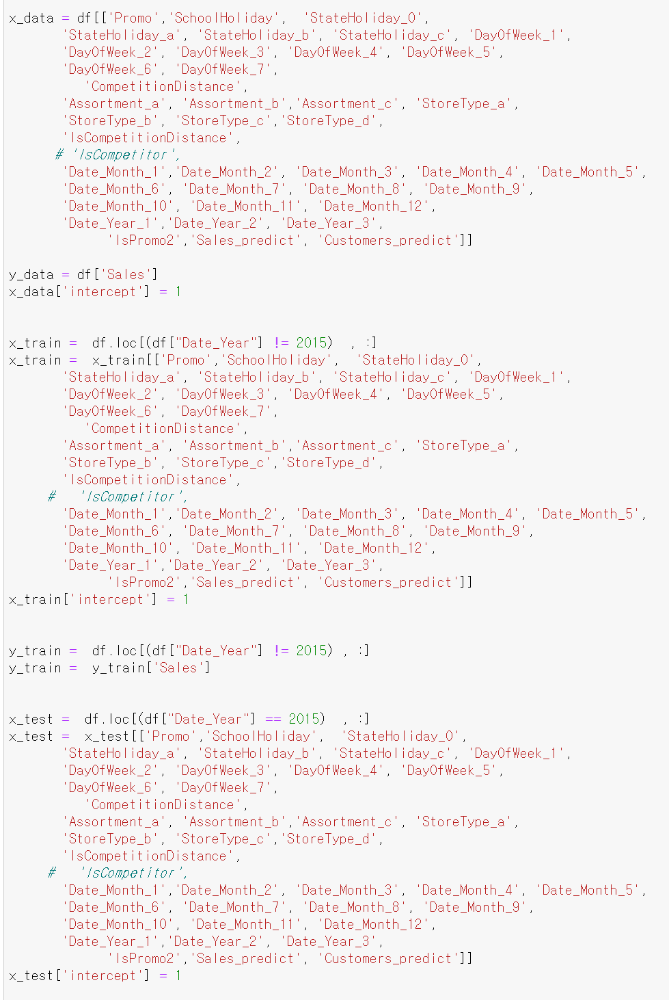 x_data = df[['Promo','SchoolHoliday',  'StateHoliday_0',
       'StateHoliday_a', 'StateHoliday_b', 'StateHoliday_c', 'DayOfWeek_1',
       'DayOfWeek_2', 'DayOfWeek_3', 'DayOfWeek_4', 'DayOfWeek_5',
       'DayOfWeek_6', 'DayOfWeek_7',
          'CompetitionDistance',
       'Assortment_a', 'Assortment_b','Assortment_c', 'StoreType_a',
       'StoreType_b', 'StoreType_c','StoreType_d',
       'IsCompetitionDistance',
      # 'IsCompetitor',
       'Date_Month_1','Date_Month_2', 'Date_Month_3', 'Date_Month_4', 'Date_Month_5',
       'Date_Month_6', 'Date_Month_7', 'Date_Month_8', 'Date_Month_9',
       'Date_Month_10', 'Date_Month_11', 'Date_Month_12',
       'Date_Year_1','Date_Year_2', 'Date_Year_3',
             'IsPromo2','Sales_predict', 'Customers_predict']]
y_data = df['Sales']
x_data['intercept'] = 1
x_train =  df.loc[(df["Date_Year"] != 2015)  , :]
x_train =  x_train[['Promo','SchoolHoliday',  'StateHoliday_0',
       'StateHoliday_a', 'StateHoliday_b', 'StateHoliday_c', 'DayOfWeek_1',
       'DayOfWeek_2', 'DayOfWeek_3', 'DayOfWeek_4', 'DayOfWeek_5',
       'DayOfWeek_6', 'DayOfWeek_7',
          'CompetitionDistance',
       'Assortment_a', 'Assortment_b','Assortment_c', 'StoreType_a',
       'StoreType_b', 'StoreType_c','StoreType_d',
       'IsCompetitionDistance',
     #   'IsCompetitor',
       'Date_Month_1','Date_Month_2', 'Date_Month_3', 'Date_Month_4', 'Date_Month_5',
       'Date_Month_6', 'Date_Month_7', 'Date_Month_8', 'Date_Month_9',
       'Date_Month_10', 'Date_Month_11', 'Date_Month_12',
       'Date_Year_1','Date_Year_2', 'Date_Year_3',
             'IsPromo2','Sales_predict', 'Customers_predict']]
x_train['intercept'] = 1
y_train =  df.loc[(df["Date_Year"] != 2015) , :]
y_train =  y_train['Sales']
x_test =  df.loc[(df["Date_Year"] == 2015)  , :]
x_test =  x_test[['Promo','SchoolHoliday',  'StateHoliday_0',
       'StateHoliday_a', 'StateHoliday_b', 'StateHoliday_c', 'DayOfWeek_1',
       'DayOfWeek_2', 'DayOfWeek_3', 'DayOfWeek_4', 'DayOfWeek_5',
       'DayOfWeek_6', 'DayOfWeek_7',
          'CompetitionDistance',
       'Assortment_a', 'Assortment_b','Assortment_c', 'StoreType_a',
       'StoreType_b', 'StoreType_c','StoreType_d',
       'IsCompetitionDistance',
     #   'IsCompetitor',
       'Date_Month_1','Date_Month_2', 'Date_Month_3', 'Date_Month_4', 'Date_Month_5',
       'Date_Month_6', 'Date_Month_7', 'Date_Month_8', 'Date_Month_9',
       'Date_Month_10', 'Date_Month_11', 'Date_Month_12',
       'Date_Year_1','Date_Year_2', 'Date_Year_3',
             'IsPromo2','Sales_predict', 'Customers_predict']]
x_test['intercept'] = 1